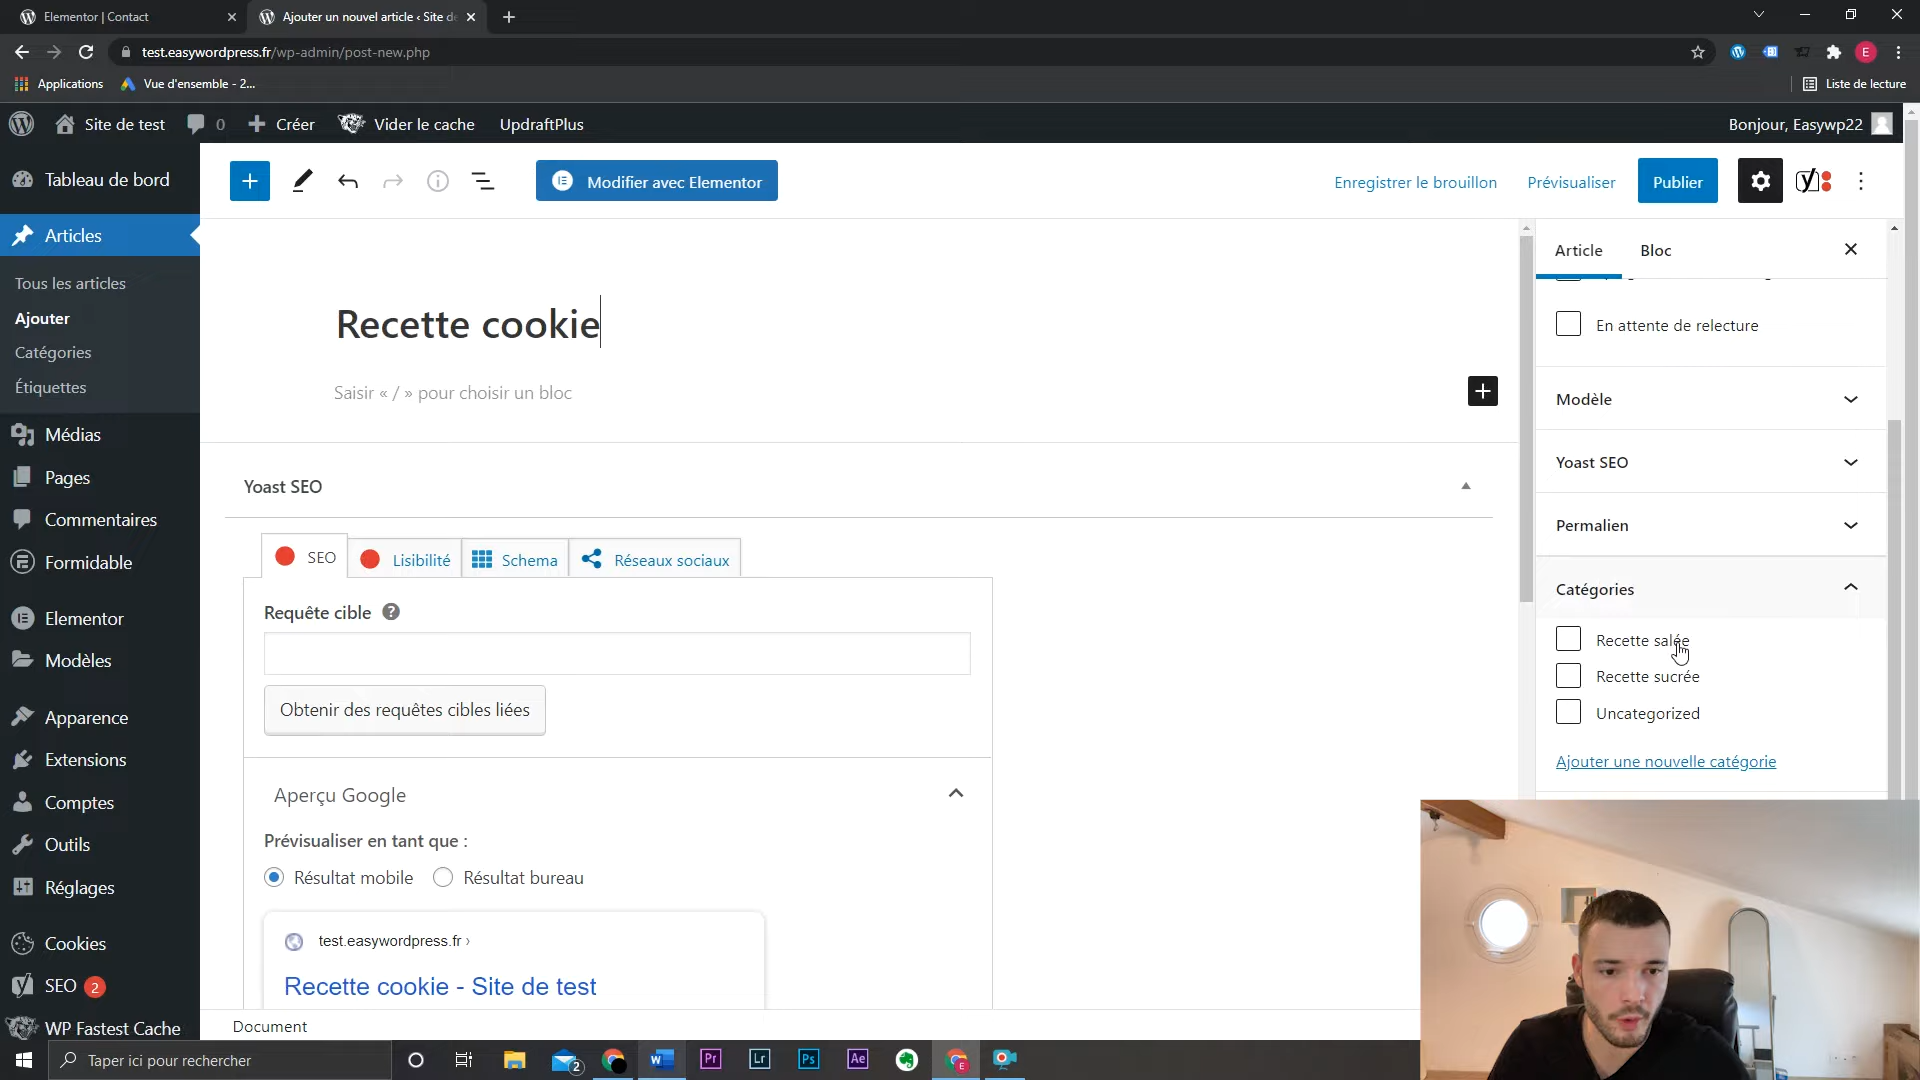 Elementor | Contact
Ajouter un nouvel article ‹ Site de
test.easywordpress.fr/wp-admin/post-new.php
E
Applications
Vue d'ensemble - 2...
Liste de lecture
Site de test
0
Créer
Vider le cache
UpdraftPlus
Bonjour, Easywp22
Tableau de bord
Articles
Tous les articles
Ajouter
Catégories
Étiquettes
Médias
Pages
Commentaires
Formidable
Elementor
Modèles
Apparence
Extensions
Comptes
Outils
Réglages
Cookies
SEO 2
WP Fastest Cache
Modifier avec Elementor
Enregistrer le brouillon
Prévisualiser
Publier
Recette cookie
Saisir « / » pour choisir un bloc
Yoast SEO
SEO
Lisibilité
Schema
Réseaux sociaux
Requête cible
Obtenir des requêtes cibles liées
Aperçu Google
Prévisualiser en tant que :
Résultat mobile
Résultat bureau
test.easywordpress.fr ›
Recette cookie - Site de test
Document
Article
Bloc
En attente de relecture
Modèle
Yoast SEO
Permalien
Catégories
Recette salée
Recette sucrée
Uncategorized
Ajouter une nouvelle catégorie
Taper ici pour rechercher
2
Pr
Lr
Ps
Ae
E